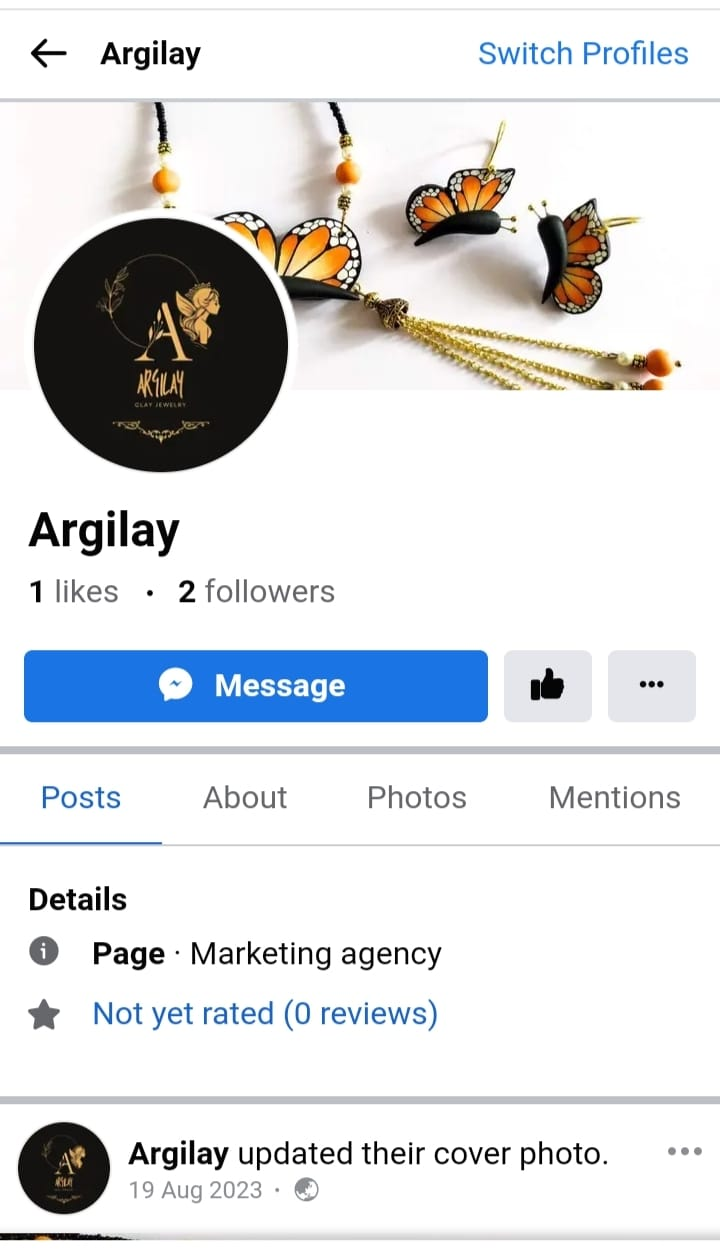 Argilay
Switch Profiles
A
ARGILAY
CLAY JEWELRY
Argilay
1 likes • 2 followers
Message
Posts
About
Photos
Mentions
Details
Page · Marketing agency
Not yet rated (0 reviews)
A
Argilay updated their cover photo.
19 Aug 2023 ·